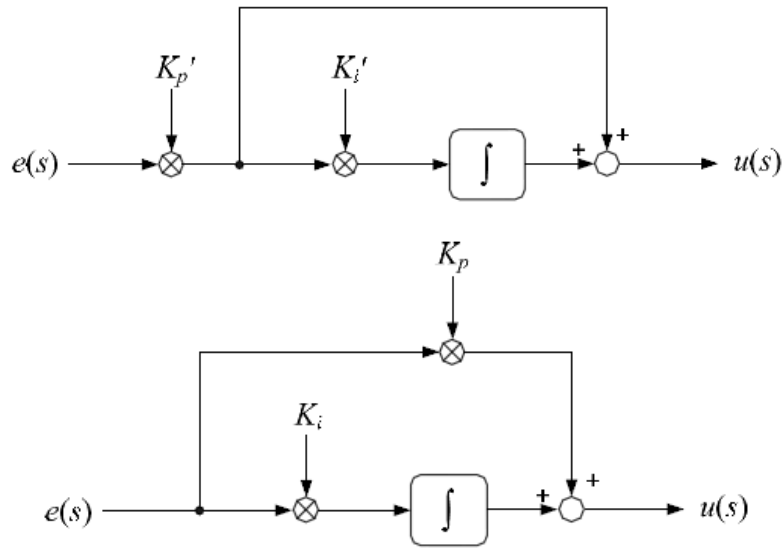 Kp' Ki'
e(s) ∫ + + u(s)
Kp
Ki
e(s) ∫ + + u(s)